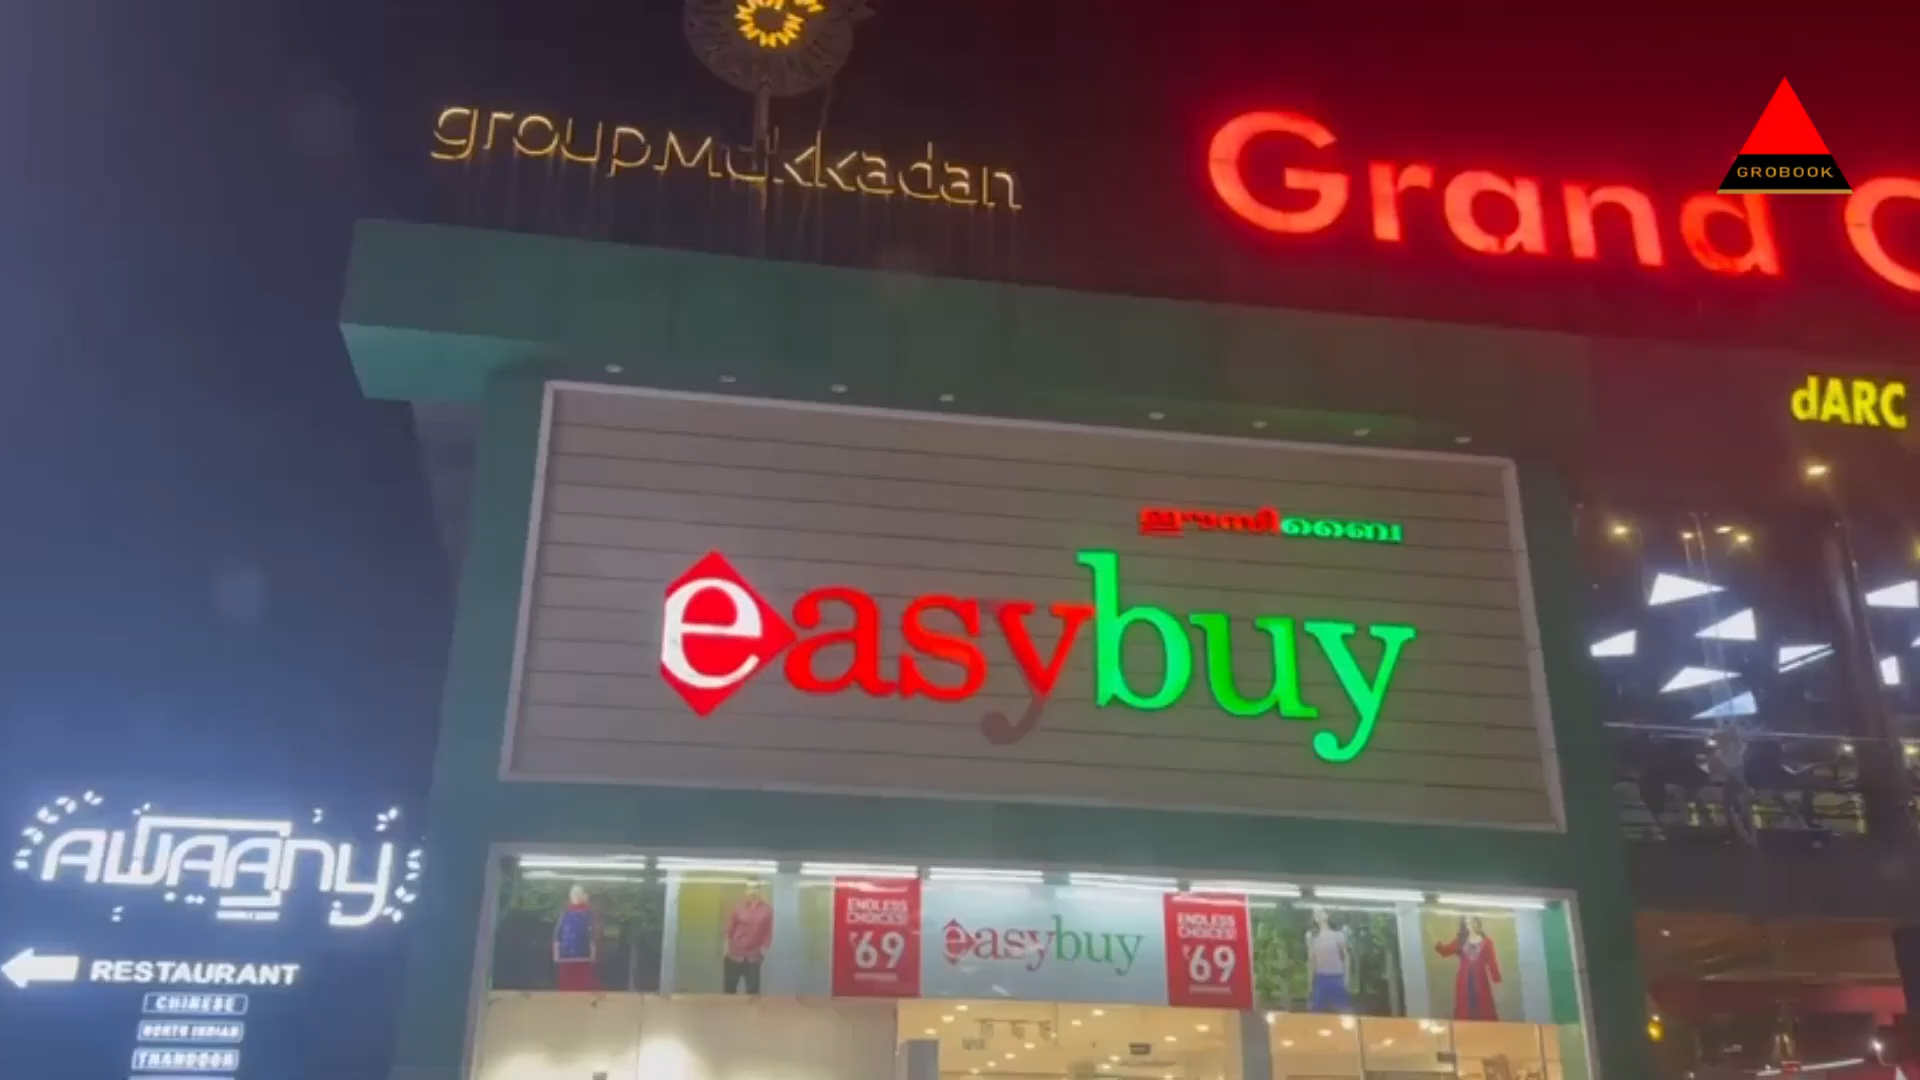 groupMukkadan
Grand C
GROBOOK
dARC
ഈസിബൈ
easybuy
AWAANY
RESTAURANT
CHINESE
NORTH INDIAN
THANDOOR
ENDLESS
CHOICES!
₹69
easybuy
ENDLESS
CHOICES!
₹69